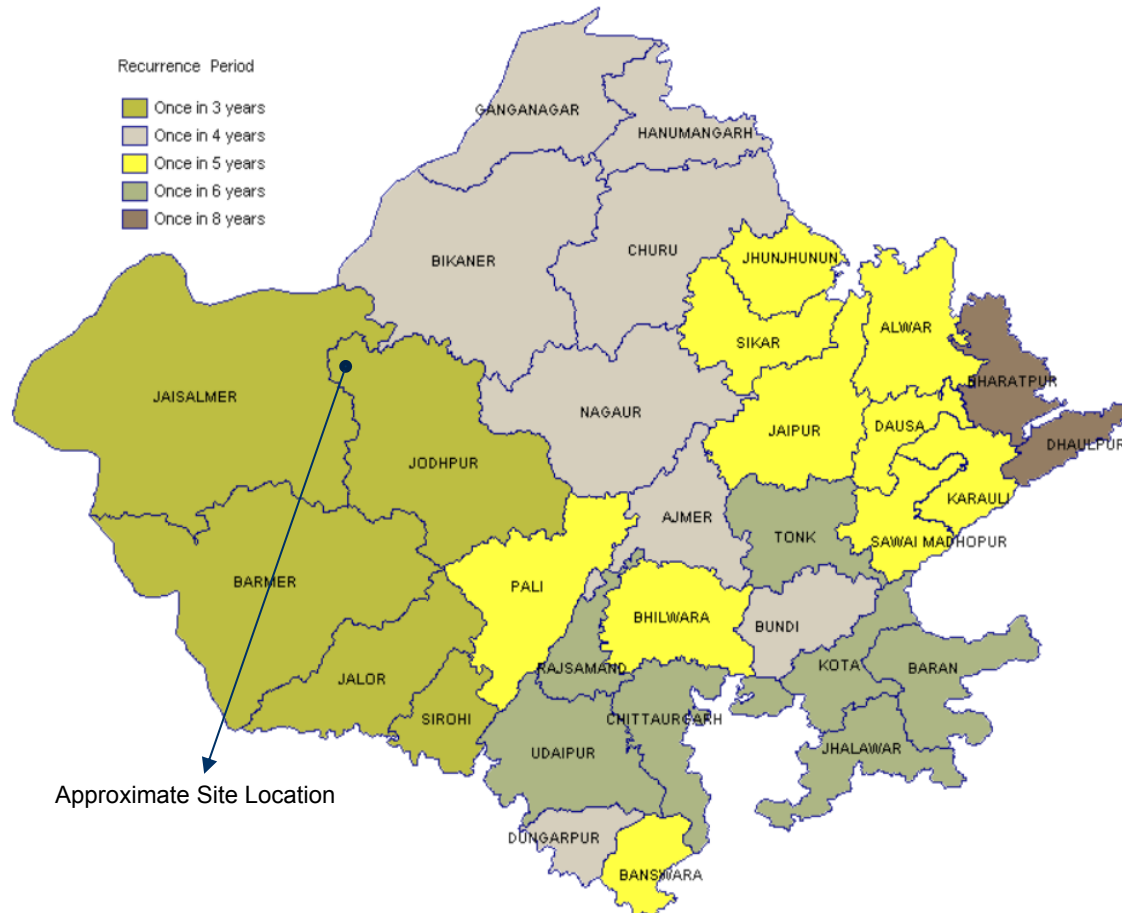 Recurrence Period
Once in 3 years
Once in 4 years
Once in 5 years
Once in 6 years
Once in 8 years
GANGANAGAR
HANUMANGARH
BIKANER
CHURU
JHUNJHUNUN
SIKAR
ALWAR
BHARATPUR
JAISALMER
NAGAUR
JAIPUR
DAUSA
DHAULPUR
JODHPUR
KARAULI
AJMER
TONK
SAWAI MADHOPUR
BARMER
PALI
BHILWARA
BUNDI
RAJSAMAND
KOTA
BARAN
JALOR
SIROHI
CHITTAURGARH
UDAIPUR
JHALAWAR
Approximate Site Location
DUNGARPUR
BANSWARA